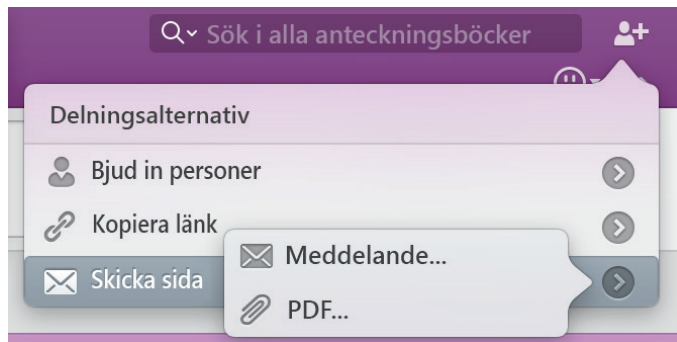 Sök i alla anteckningsböcker
Delningsalternativ
Bjud in personer
Kopiera länk
Skicka sida
Meddelande...
PDF...